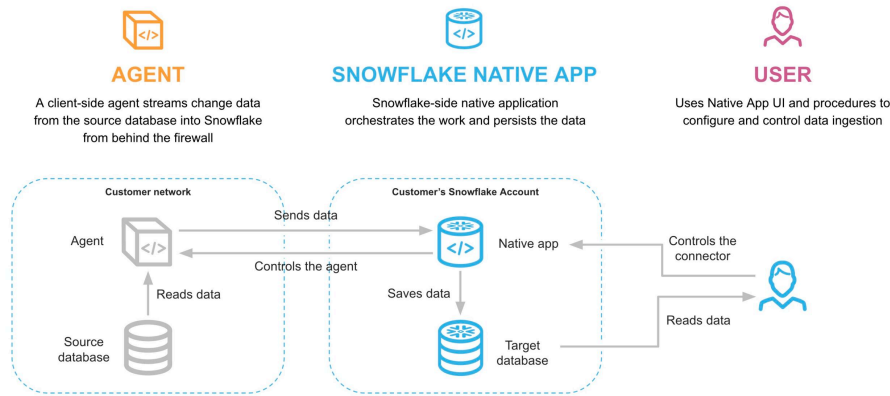 AGENT
A client-side agent streams change data
from the source database into Snowflake
from behind the firewall
SNOWFLAKE NATIVE APP
Snowflake-side native application
orchestrates the work and persists the data
USER
Uses Native App UI and procedures to
configure and control data ingestion
Customer network
Customer's Snowflake Account
Sends data
Agent
</>
</>
Native app
Controls the
connector
Controls the agent
Reads data
Saves data
Source
database
Target
database
Reads data